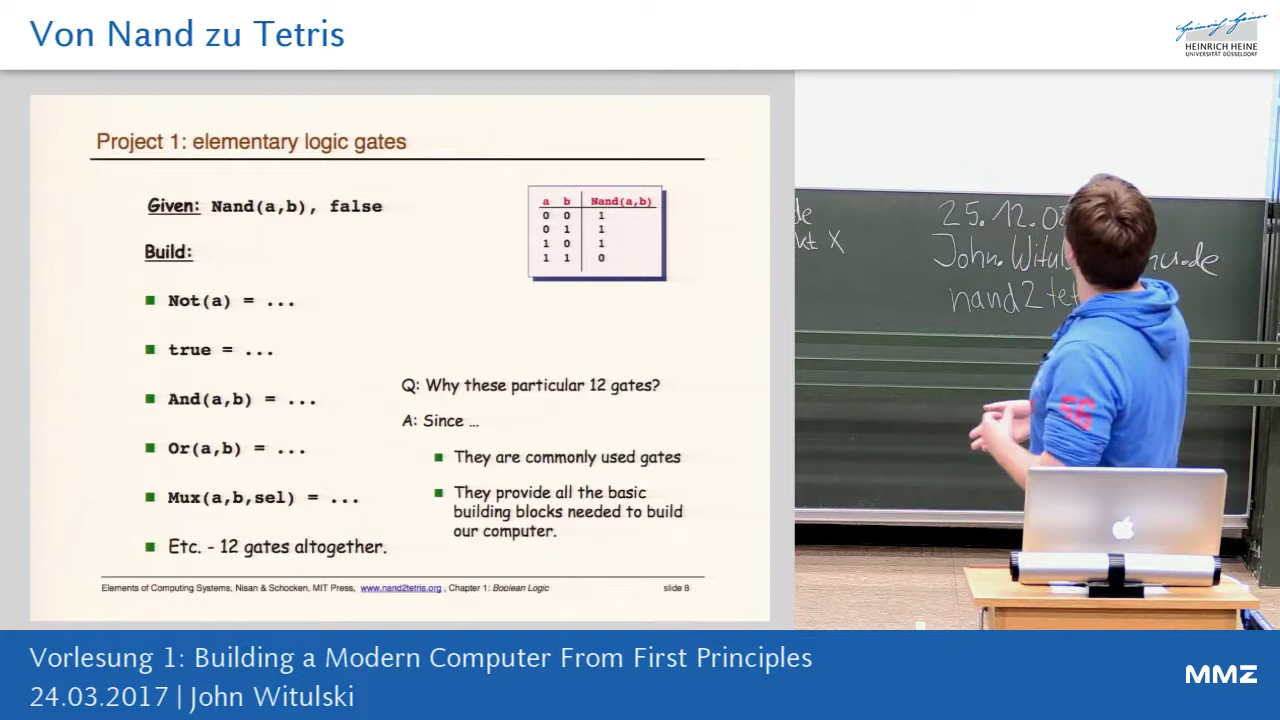 Von Nand zu Tetris
HEINRICH HEINE
UNIVERSITÄT DÜSSELDORF
Project 1: elementary logic gates
Given: Nand(a,b), false
a b Nand(a,b)
0 0 1
0 1 1
1 0 1
1 1 0
Build:
Not(a) = ...
true = ...
And(a,b) = ...
Or(a,b) = ...
Mux(a,b,sel) = ...
Etc. - 12 gates altogether.
Q: Why these particular 12 gates?
A: Since ...
They are commonly used gates
They provide all the basic
building blocks needed to build
our computer.
Elements of Computing Systems, Nisan & Schocken, MIT Press, www.nand2tetris.org , Chapter 1: Boolean Logic
slide 8
25.12.0
John.Witul
nand2tet
Vorlesung 1: Building a Modern Computer From First Principles
24.03.2017 | John Witulski
MMZ